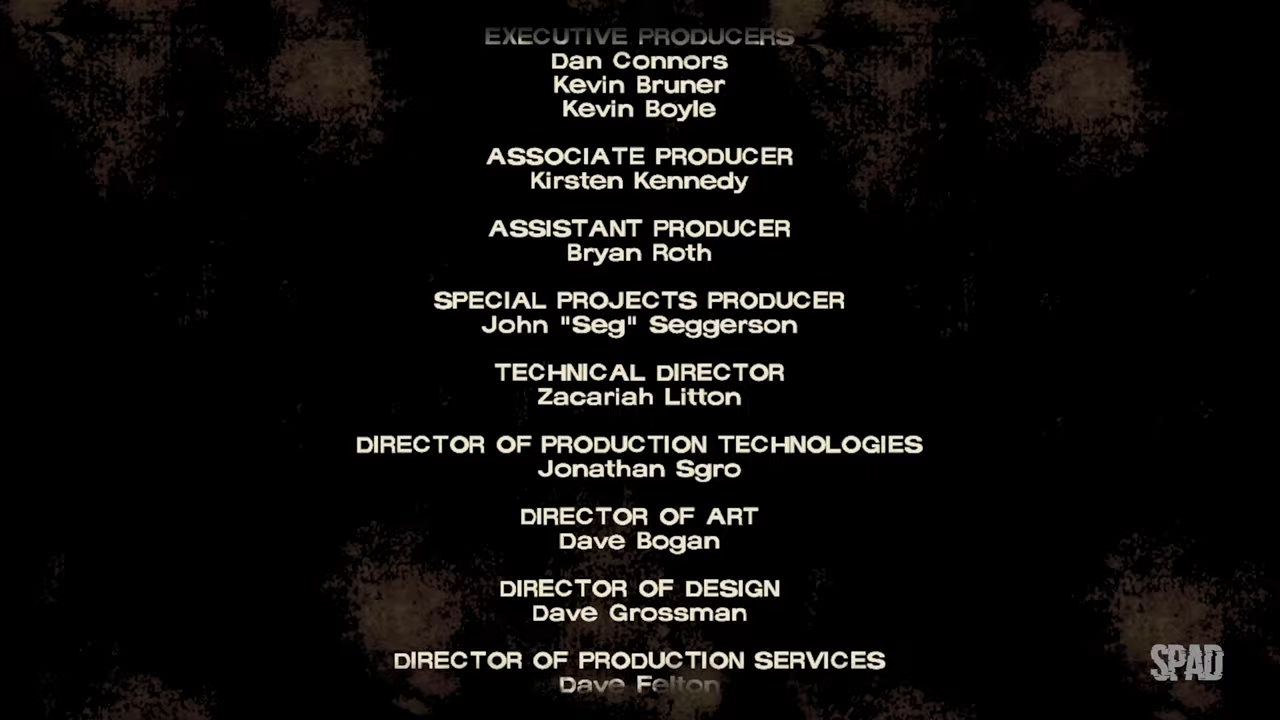 EXECUTIVE PRODUCERS
Dan Connors
Kevin Bruner
Kevin Boyle
ASSOCIATE PRODUCER
Kirsten Kennedy
ASSISTANT PRODUCER
Bryan Roth
SPECIAL PROJECTS PRODUCER
John "Seg" Seggerson
TECHNICAL DIRECTOR
Zacariah Litton
DIRECTOR OF PRODUCTION TECHNOLOGIES
Jonathan Sgro
DIRECTOR OF ART
Dave Bogan
DIRECTOR OF DESIGN
Dave Grossman
DIRECTOR OF PRODUCTION SERVICES
Dave Felton
SPAD